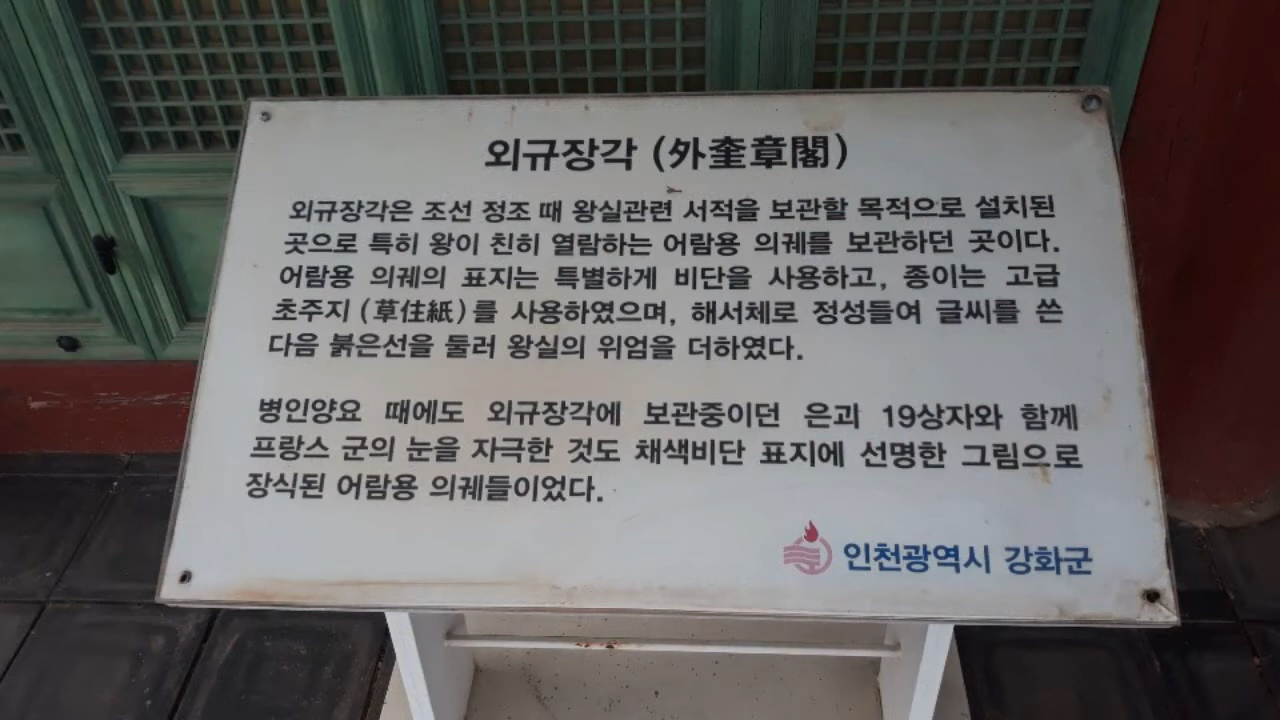 외규장각 (外奎章閣)
외규장각은 조선 정조 때 왕실관련 서적을 보관할 목적으로 설치된
곳으로 특히 왕이 친히 열람하는 어람용 의궤를 보관하던 곳이다.
어람용 의궤의 표지는 특별하게 비단을 사용하고, 종이는 고급
초주지 (草住紙)를 사용하였으며, 해서체로 정성들여 글씨를 쓴
다음 붉은선을 둘러 왕실의 위엄을 더하였다.
병인양요 때에도 외규장각에 보관중이던 은괴 19상자와 함께
프랑스 군의 눈을 자극한 것도 채색비단 표지에 선명한 그림으로
장식된 어람용 의궤들이었다.
인천광역시 강화군